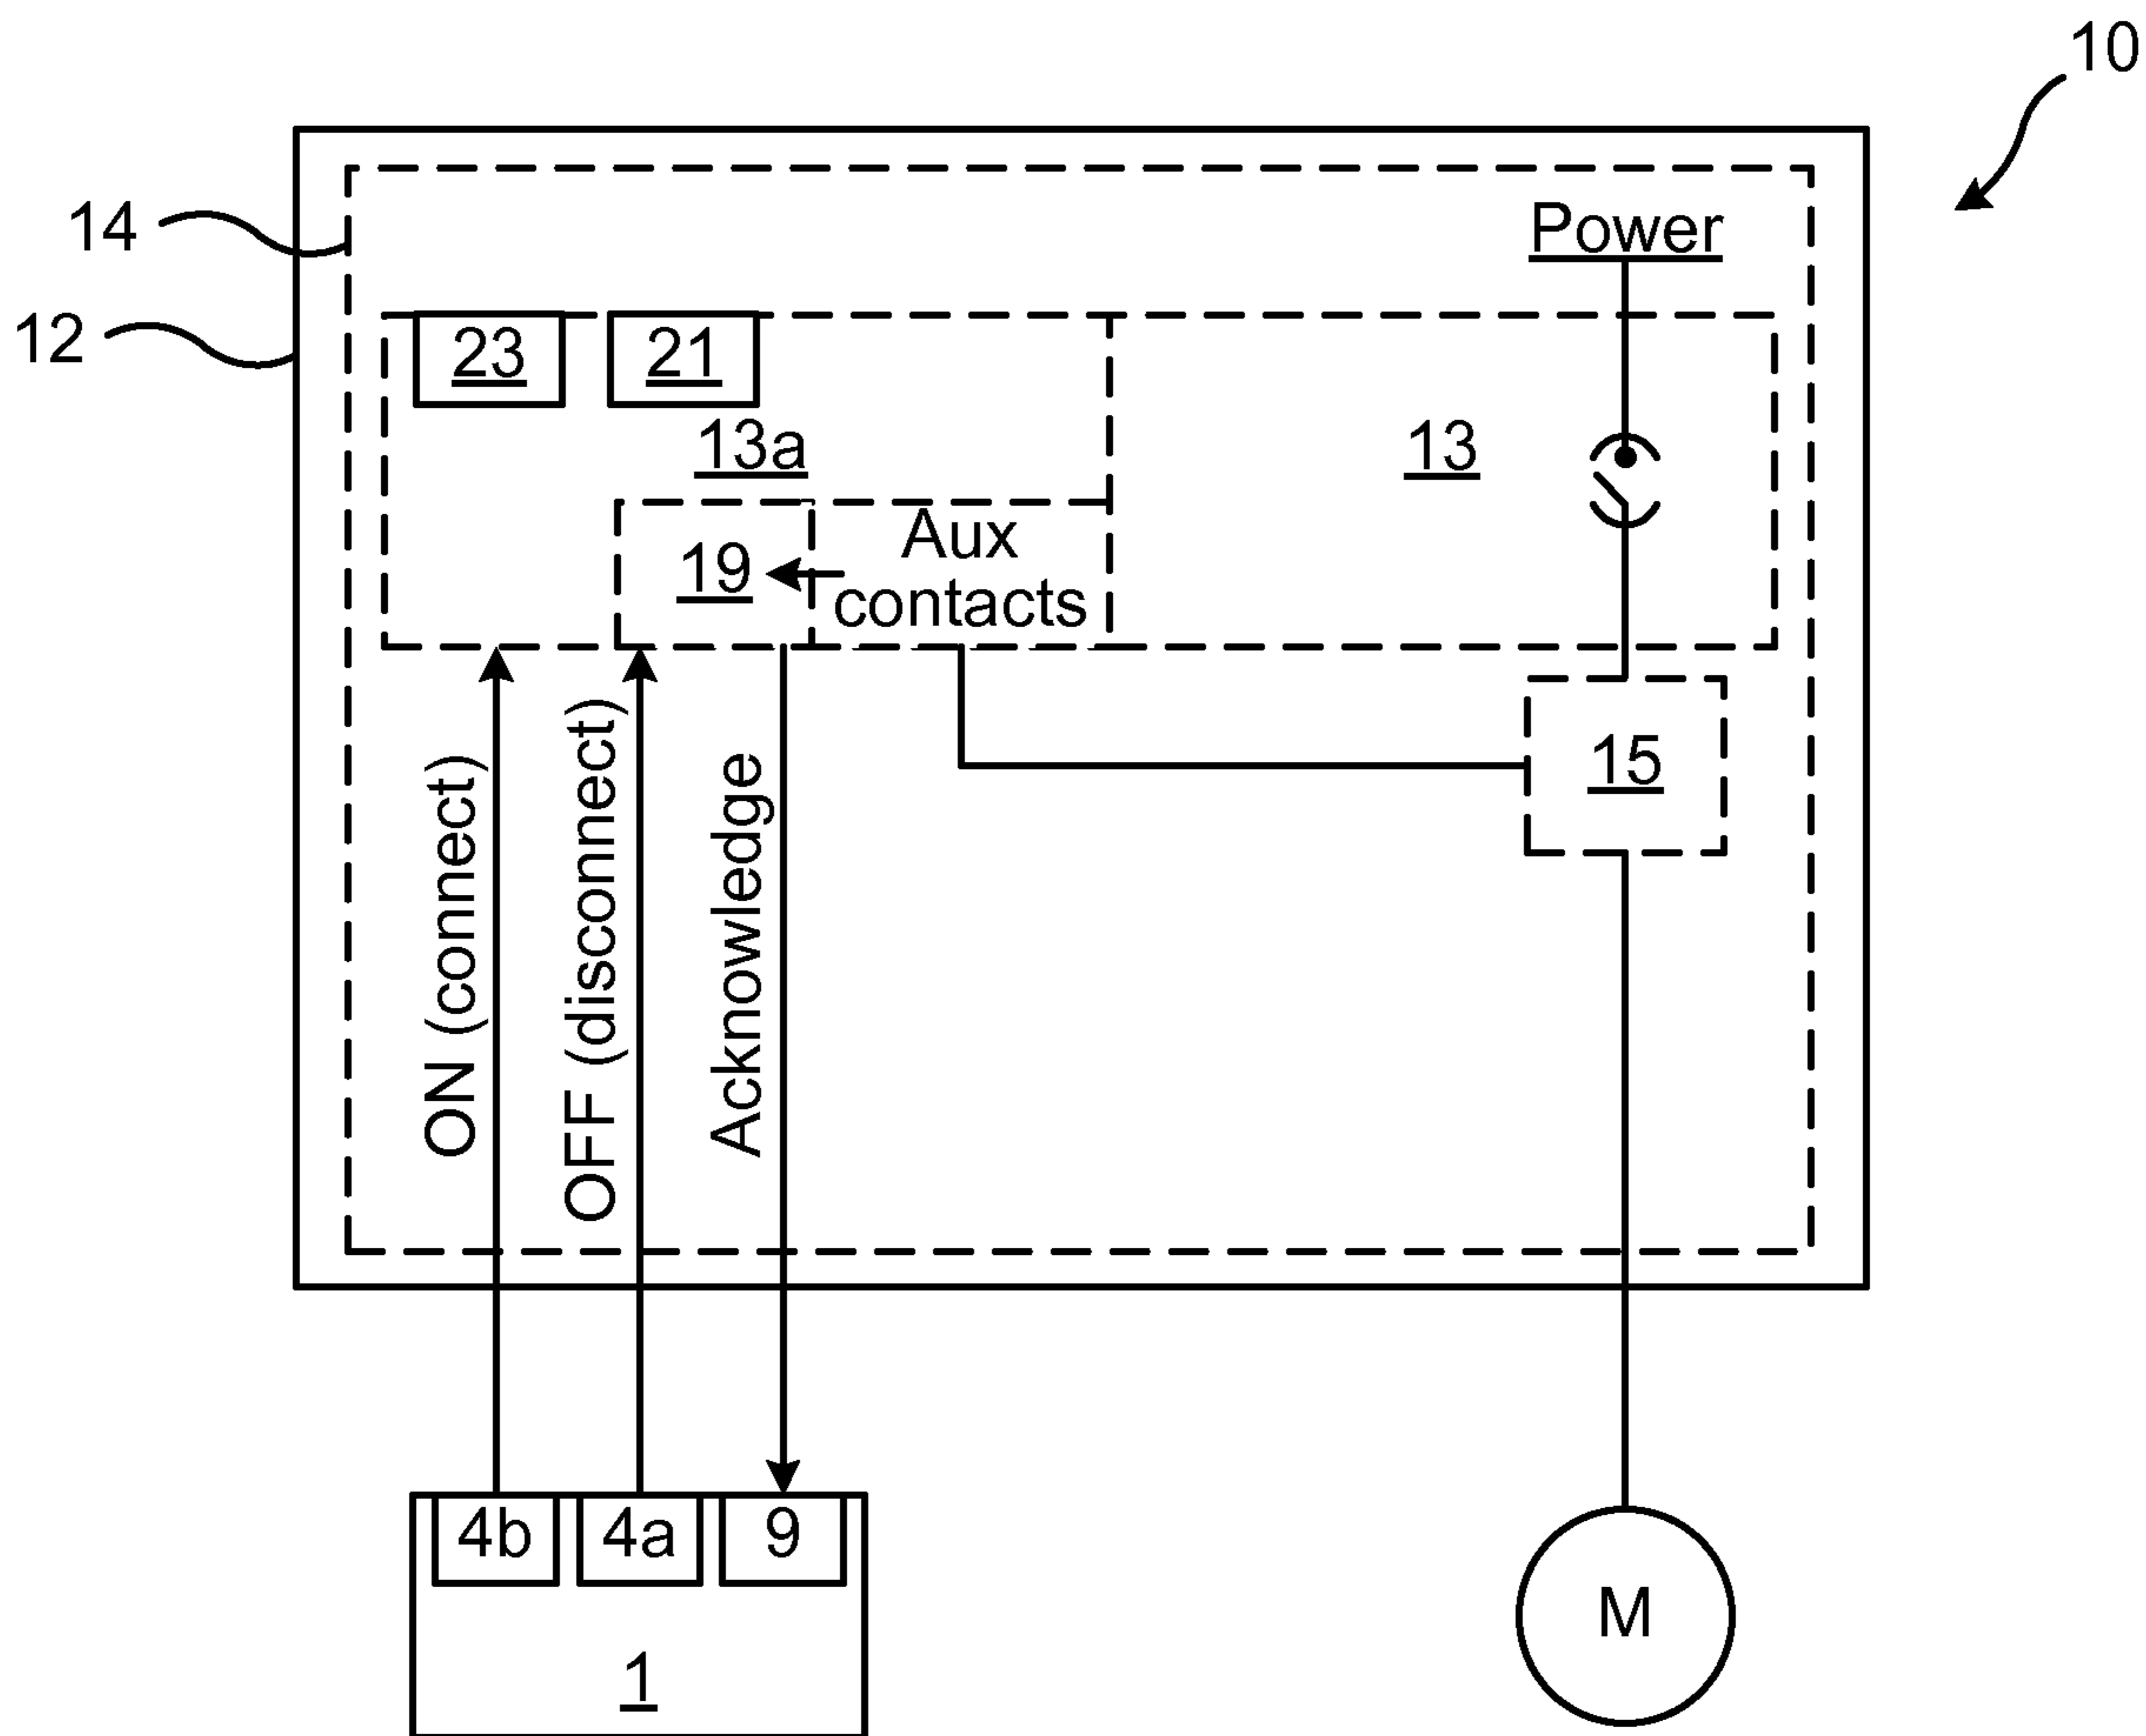 10
14
Power
12
23
21
13a
13
19
Aux
contacts
15
ON (connect)
OFF (disconnect)
Acknowledge
4b
4a
9
M
1